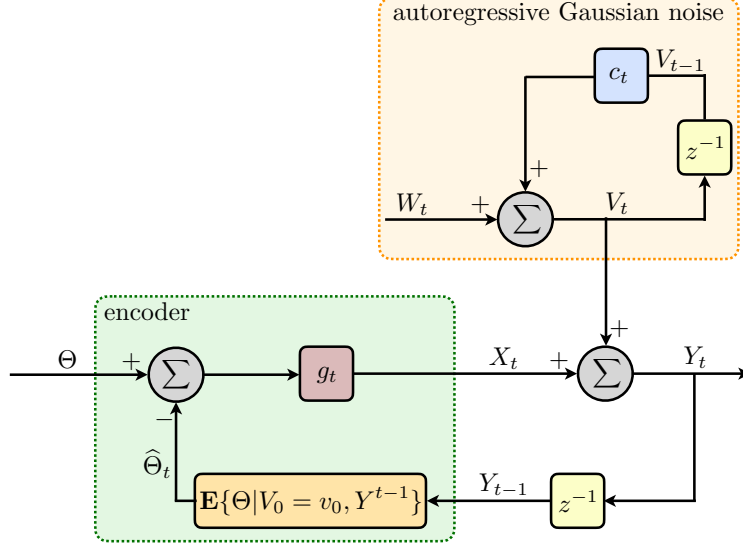 autoregressive Gaussian noise
c_t
V_{t−1}
z^{−1}
+
W_t
+
∑
V_t
encoder
+
Θ
+
∑
g_t
X_t
+
∑
Y_t
−
\widehat{Θ}_t
E{Θ|V_0 = v_0, Y^{t−1}}
Y_{t−1}
z^{−1}